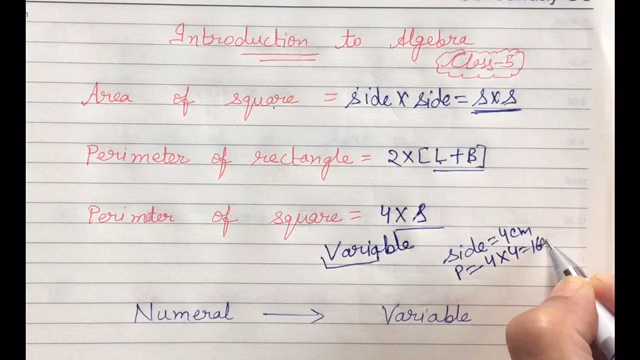 Introduction to Algebra
Class-5
Area of square = side X side = s x s
Perimeter of rectangle = 2 x [L + B]
Perimter of square = 4 X s
Variable
side = 4cm
P = 4 X 4 = 16
Numeral → Variable